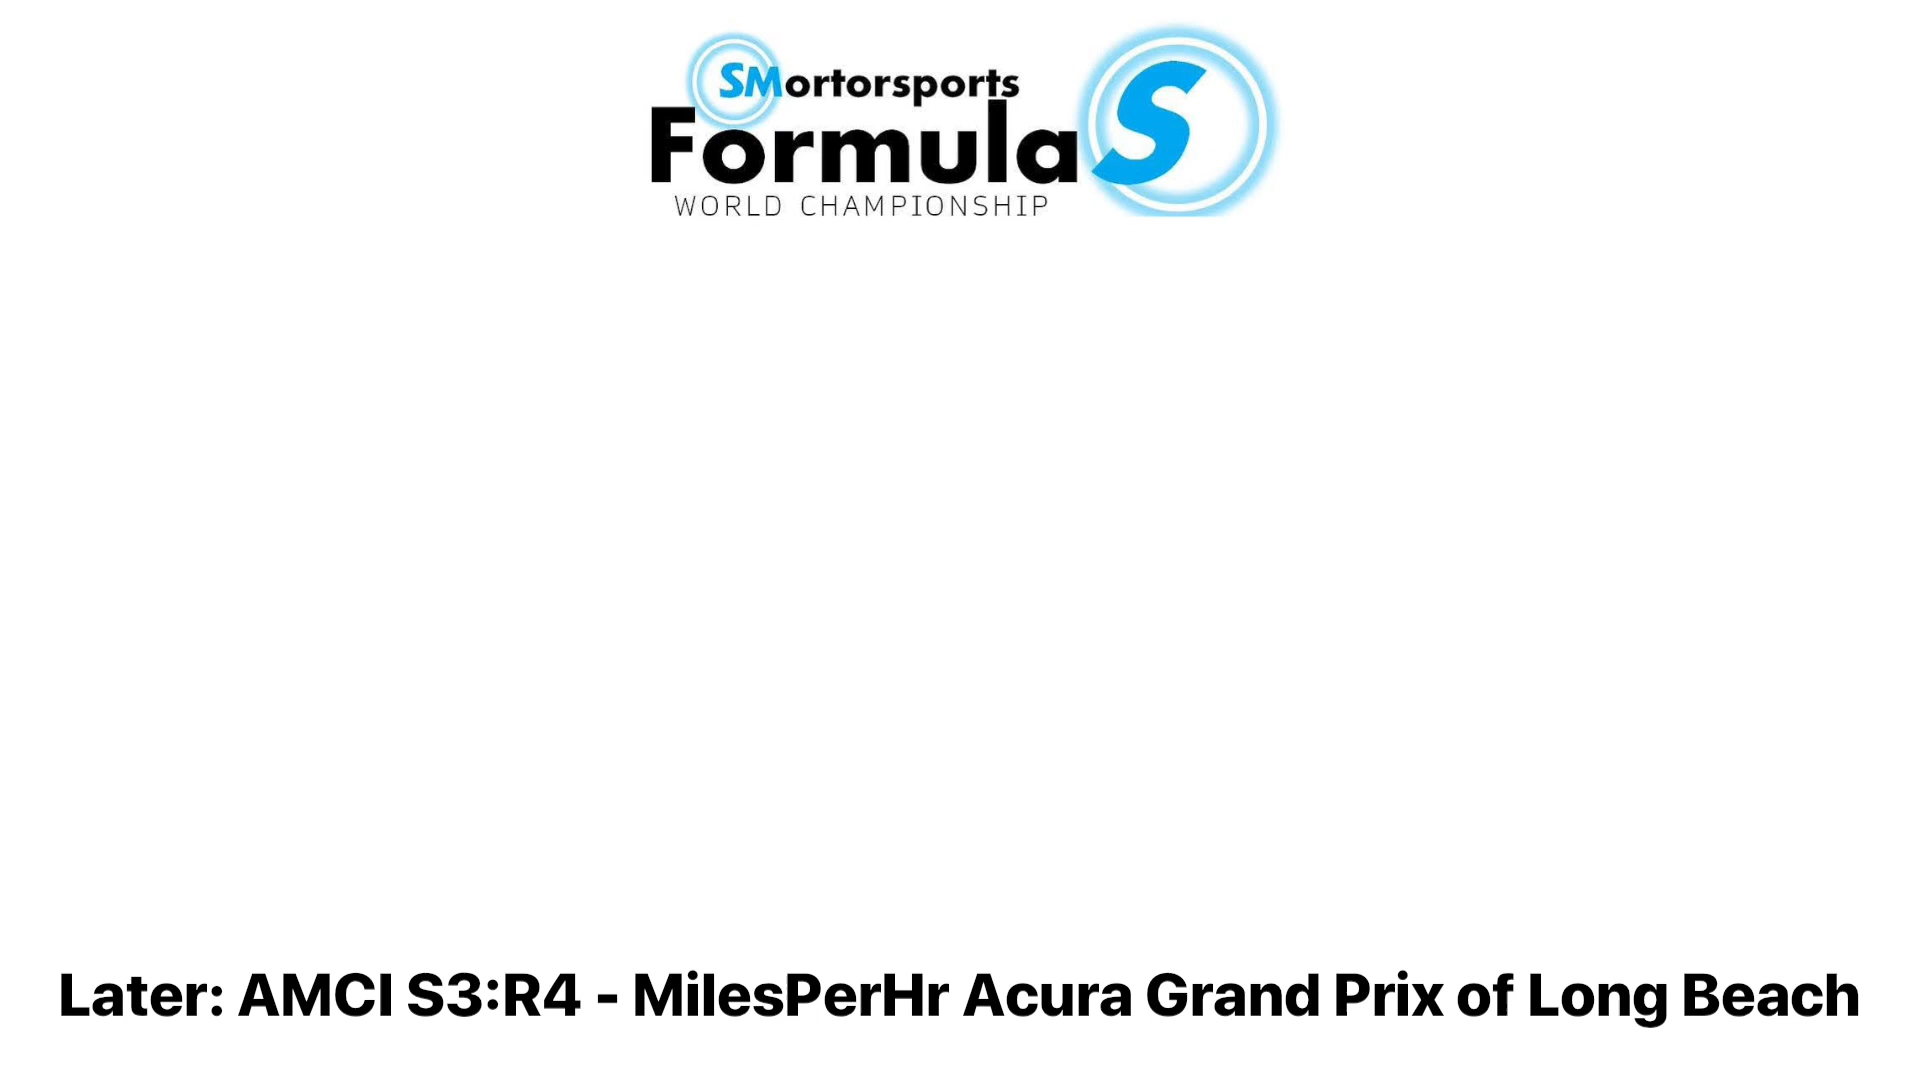 SMortorsports
Formula S
WORLD CHAMPIONSHIP
Later: AMCI S3:R4 - MilesPerHr Acura Grand Prix of Long Beach